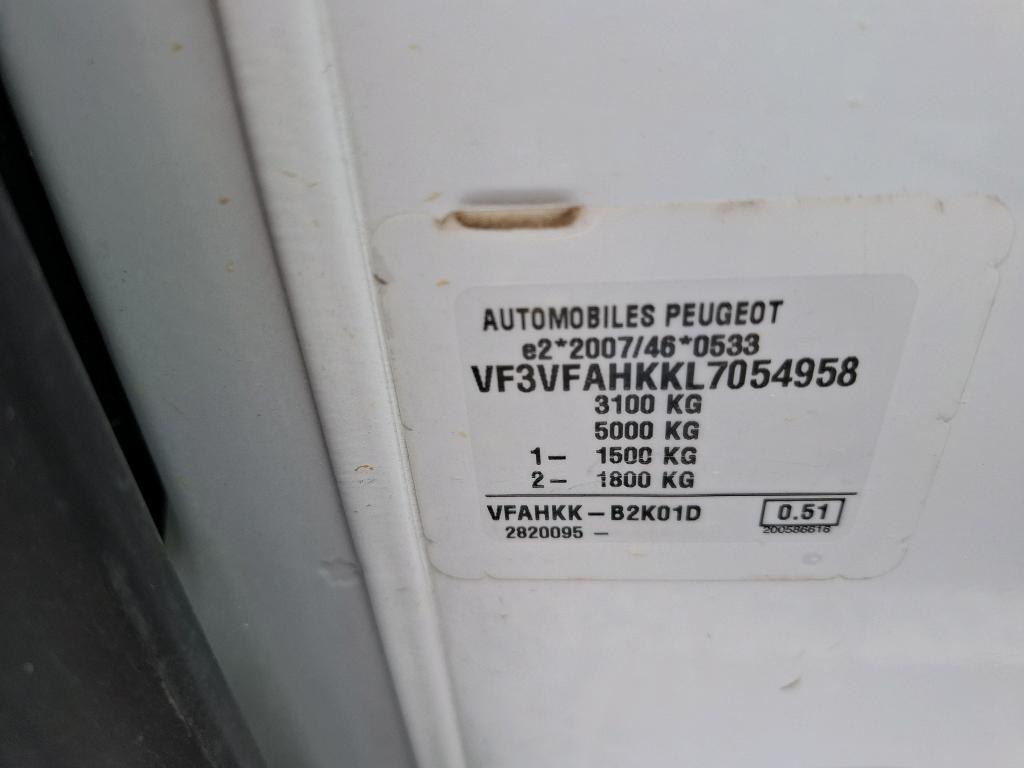 AUTOMOBILES PEUGEOT
e2*2007/46*0533
VF3VFAHKKL7054958
3100 KG
5000 KG
1- 1500 KG
2- 1800 KG
VFAHKK-B2K01D 0.51
2820095 - 200586616